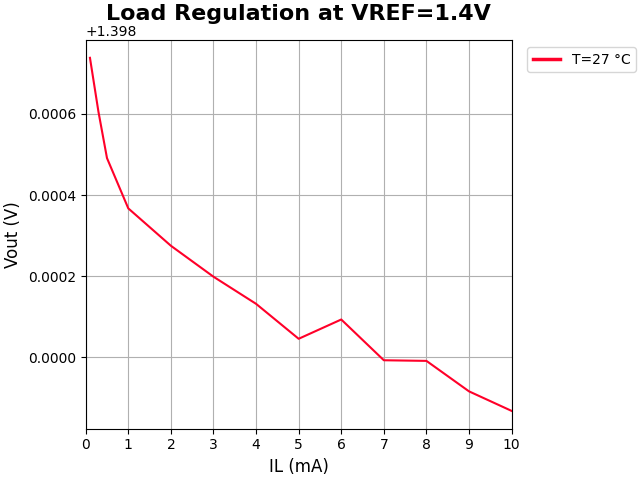 Load Regulation at VREF=1.4V
+1.398
T=27 °C
0.0006
0.0004
0.0002
0.0000
Vout (V)
0 1 2 3 4 5 6 7 8 9 10
IL (mA)